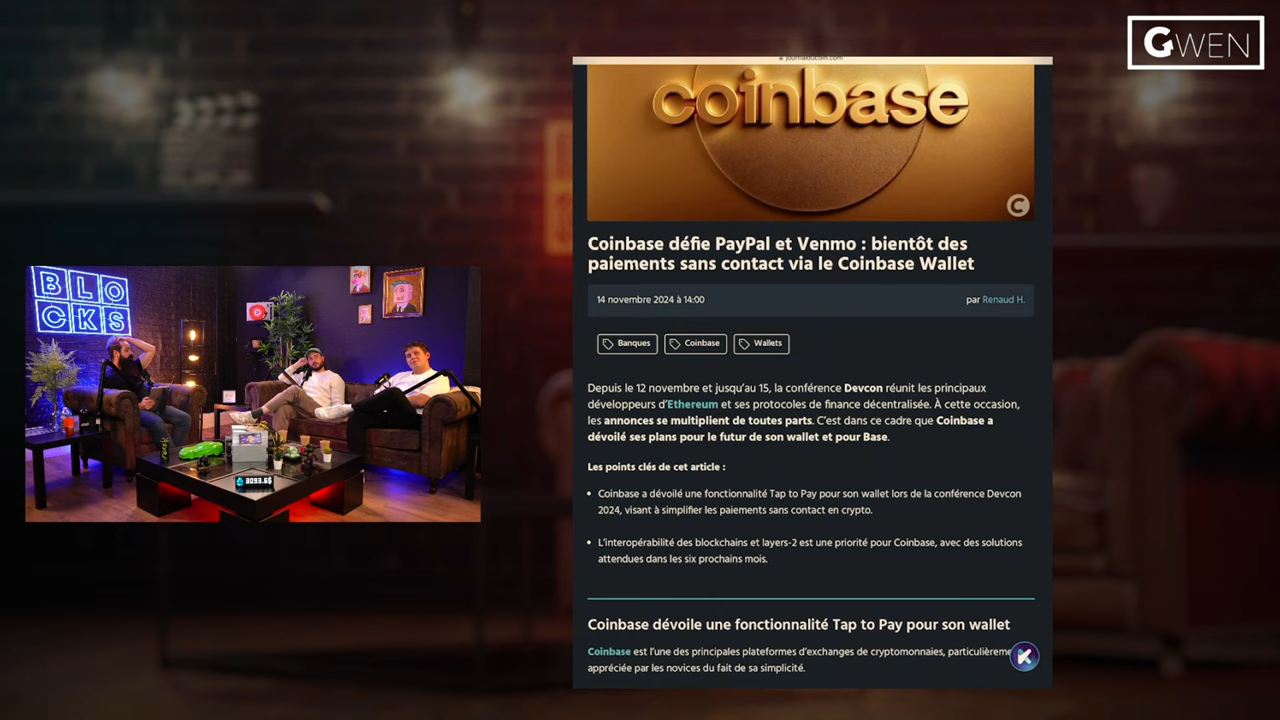 GWEN
journalducoin.com
coinbase
Coinbase défie PayPal et Venmo : bientôt des
paiements sans contact via le Coinbase Wallet
14 novembre 2024 à 14:00
par Renaud H.
Banques
Coinbase
Wallets
Depuis le 12 novembre et jusqu'au 15, la conférence Devcon réunit les principaux
développeurs d'Ethereum et ses protocoles de finance décentralisée. À cette occasion,
les annonces se multiplient de toutes parts. C'est dans ce cadre que Coinbase a
dévoilé ses plans pour le futur de son wallet et pour Base.
Les points clés de cet article :
• Coinbase a dévoilé une fonctionnalité Tap to Pay pour son wallet lors de la conférence Devcon
2024, visant à simplifier les paiements sans contact en crypto.
• L'interopérabilité des blockchains et layers-2 est une priorité pour Coinbase, avec des solutions
attendues dans les six prochains mois.
Coinbase dévoile une fonctionnalité Tap to Pay pour son wallet
Coinbase est l'une des principales plateformes d'exchanges de cryptomonnaies, particulièreme
appréciée par les novices du fait de sa simplicité.
BLO
CKS
3093.6$